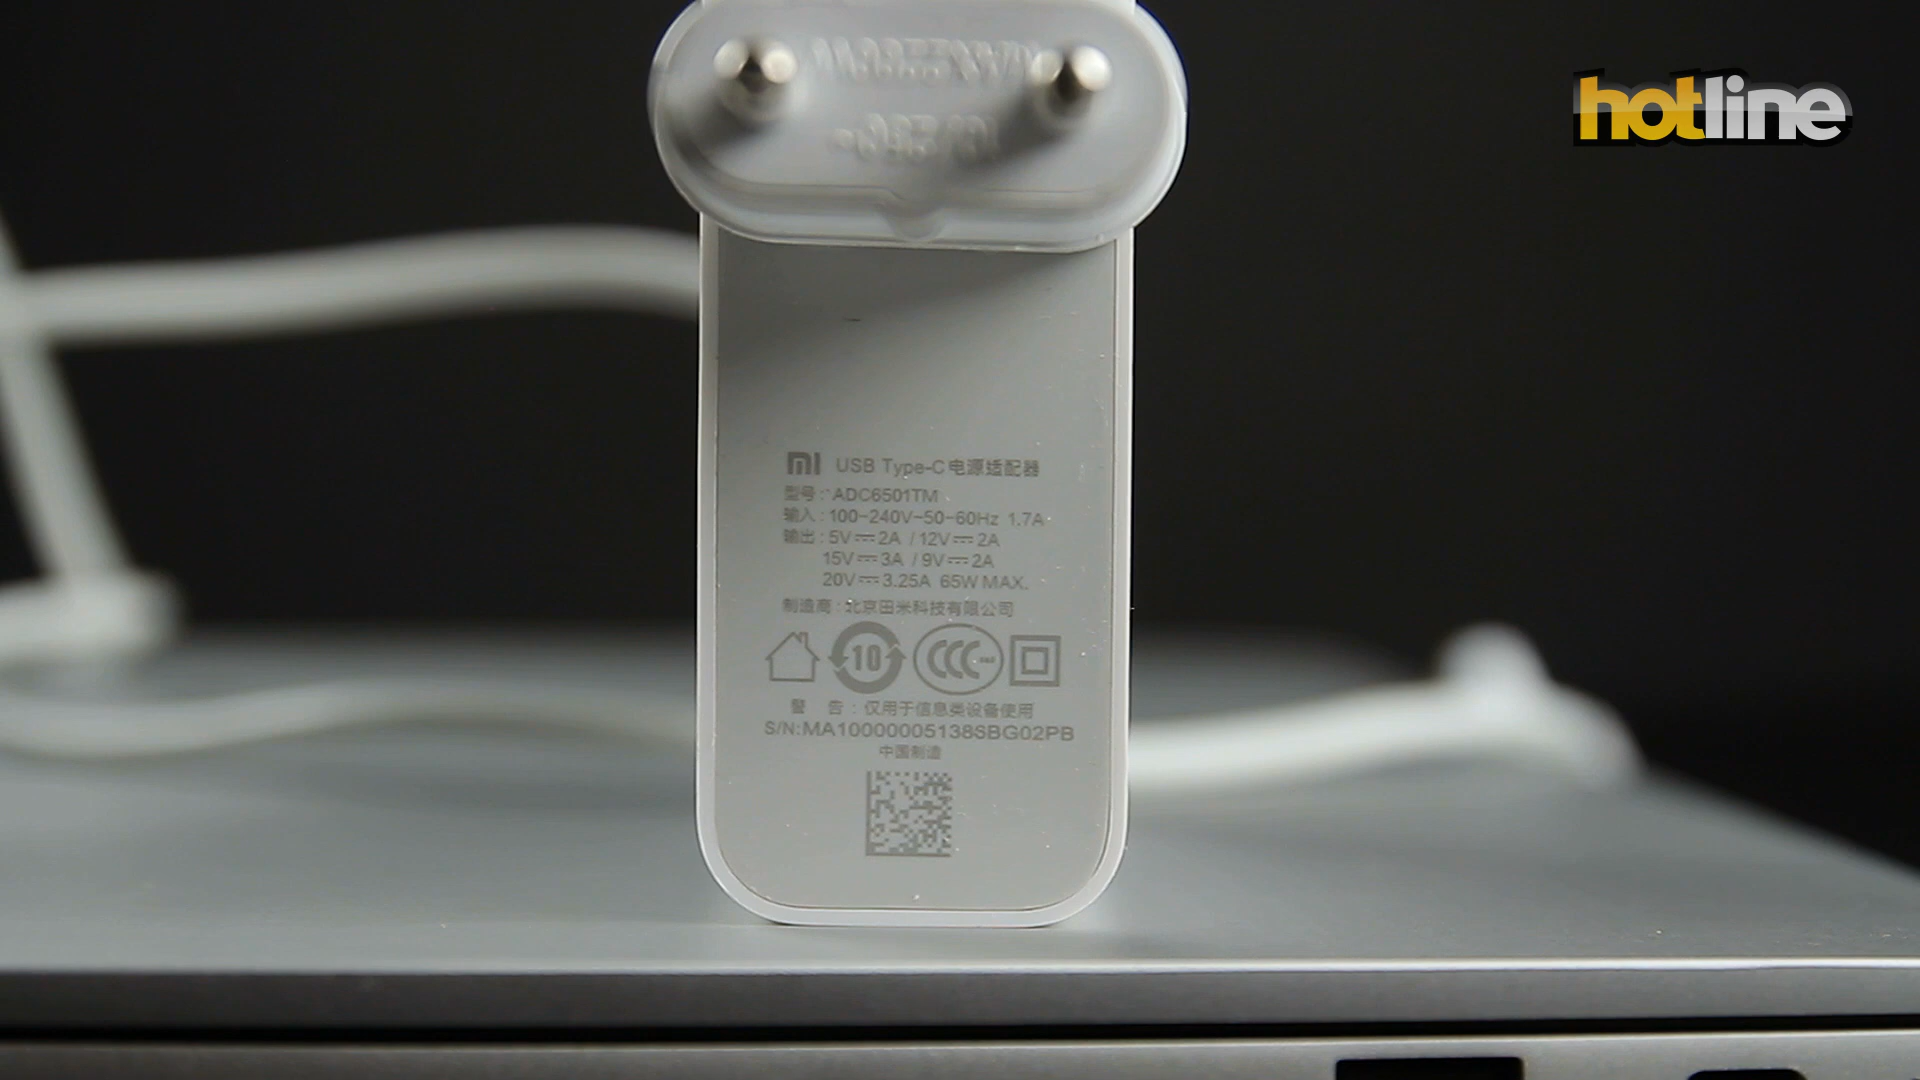 hotline
MI USB Type-C 电源适配器
型号: ADC6501TM
输入: 100-240V~50-60Hz 1.7A
输出: 5V⎓2A / 12V⎓2A
15V⎓3A / 9V⎓2A
20V⎓3.25A 65W MAX.
制造商: 北京田米科技有限公司
10
CCC
警 告: 仅用于信息类设备使用
S/N:MA10000005138SBG02PB
中国制造